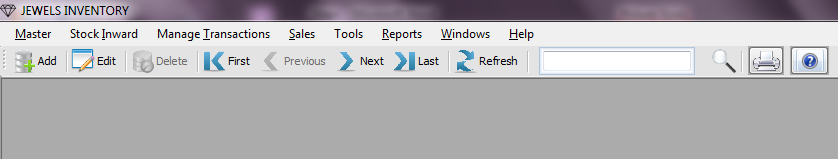 JEWELS INVENTORY
Master Stock Inward Manage Transactions Sales Tools Reports Windows Help
Add Edit Delete First Previous Next Last Refresh ?